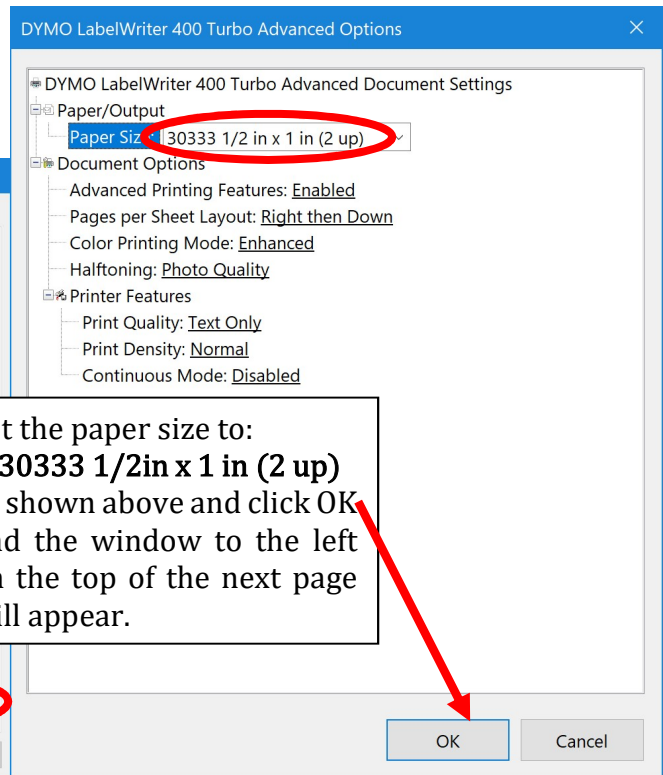 DYMO LabelWriter 400 Turbo Advanced Options
DYMO LabelWriter 400 Turbo Advanced Document Settings
Paper/Output
Paper Siz 30333 1/2 in x 1 in (2 up)
Document Options
Advanced Printing Features: Enabled
Pages per Sheet Layout: Right then Down
Color Printing Mode: Enhanced
Halftoning: Photo Quality
Printer Features
Print Quality: Text Only
Print Density: Normal
Continuous Mode: Disabled
t the paper size to:
30333 1/2in x 1 in (2 up)
shown above and click OK
nd the window to the left
n the top of the next page
ill appear.
OK Cancel